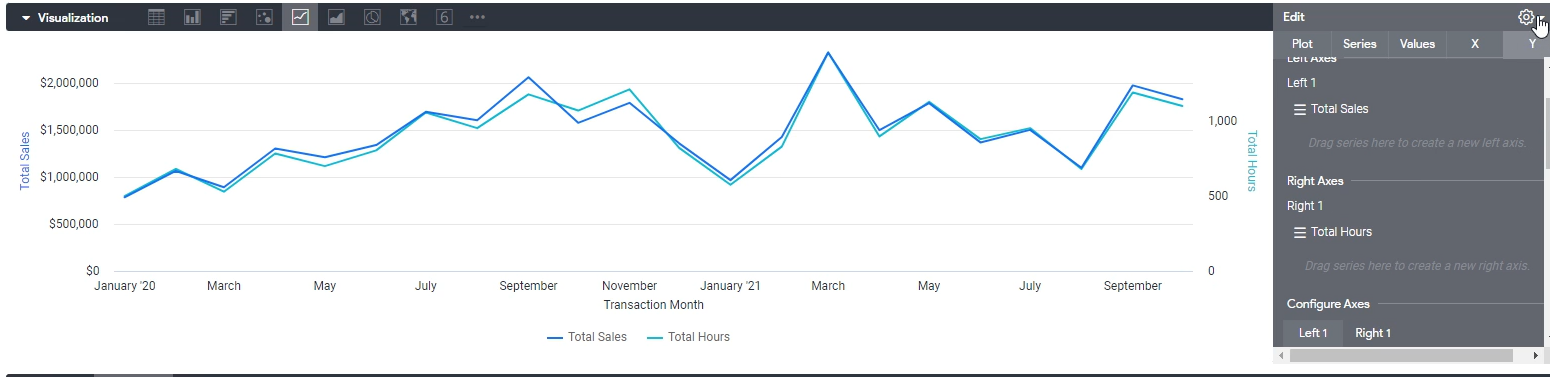 Visualization
6
Edit
Plot Series Values X Y
Left Axes
Left 1
Total Sales
Drag series here to create a new left axis.
Right Axes
Right 1
Total Hours
Drag series here to create a new right axis.
Configure Axes
Left 1 Right 1
Total Sales
$2,000,000
$1,500,000
$1,000,000
$500,000
$0
1,000
500
0
Total Hours
January '20 March May July September November January '21 March May July September
Transaction Month
Total Sales Total Hours